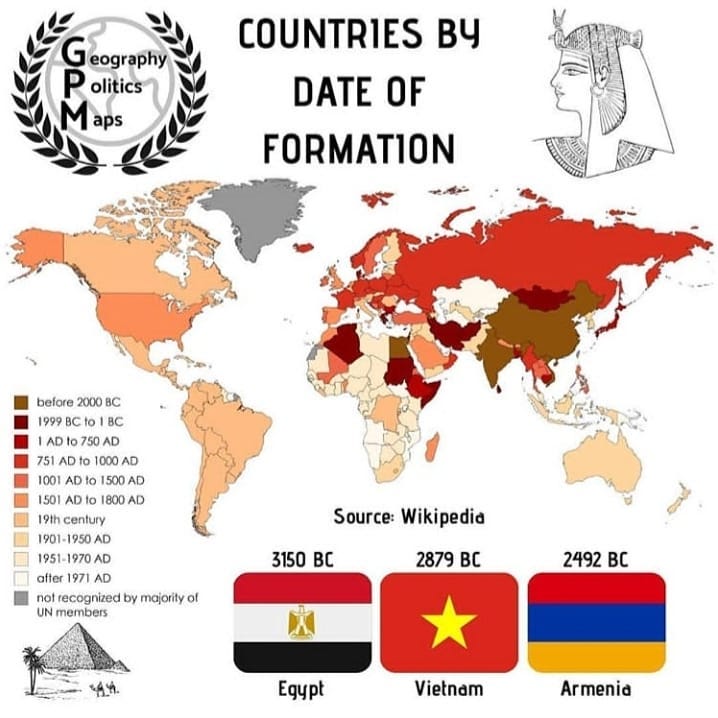 Geography
Politics
Maps
COUNTRIES BY
DATE OF
FORMATION
before 2000 BC
1999 BC to 1 BC
1 AD to 750 AD
751 AD to 1000 AD
1001 AD to 1500 AD
1501 AD to 1800 AD
19th century
1901-1950 AD
1951-1970 AD
after 1971 AD
not recognized by majority of
UN members
Source: Wikipedia
3150 BC
2879 BC
2492 BC
Egypt
Vietnam
Armenia